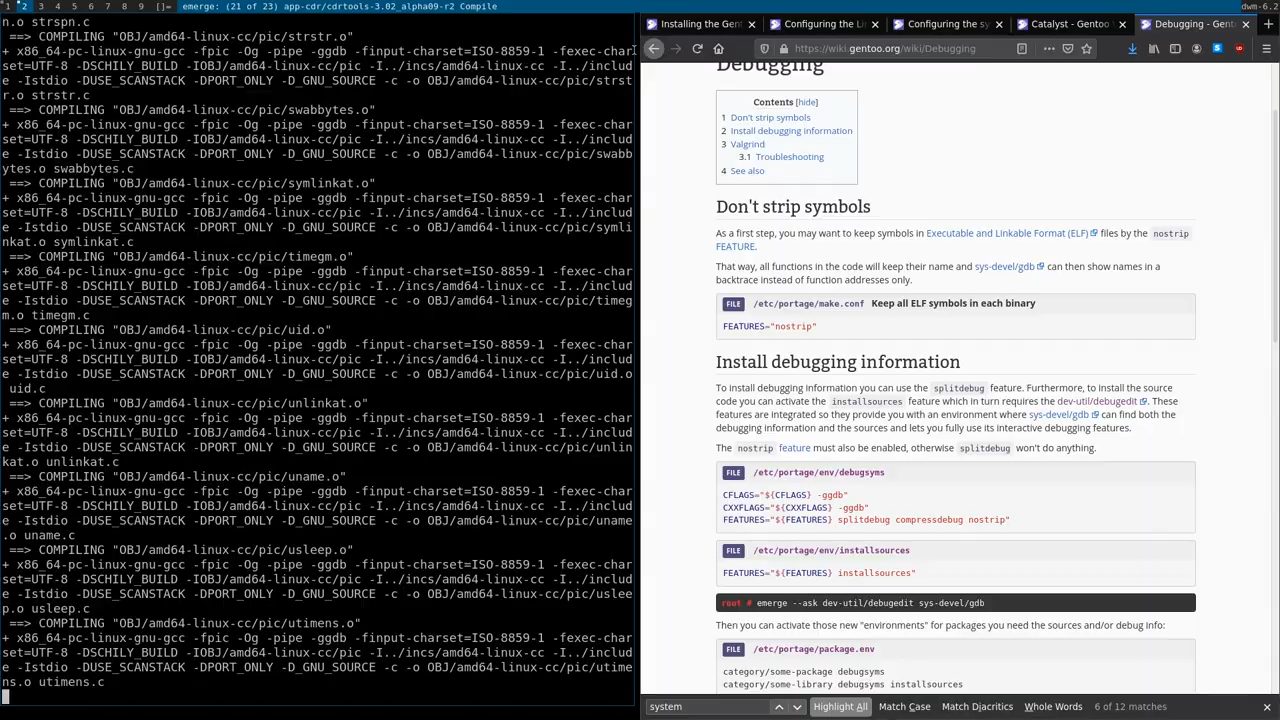 1 2 3 4 5 6 7 8 9 []= emerge: (21 of 23) app-cdr/cdrtools-3.02_alpha09-r2 Compile
dwm-6.2
n.o strspn.c
==> COMPILING "OBJ/amd64-linux-cc/pic/strstr.o"
+ x86_64-pc-linux-gnu-gcc -fpic -Og -pipe -ggdb -finput-charset=ISO-8859-1 -fexec-char
set=UTF-8 -DSCHILY_BUILD -IOBJ/amd64-linux-cc/pic -I../incs/amd64-linux-cc -I../includ
e -Istdio -DUSE_SCANSTACK -DPORT_ONLY -D_GNU_SOURCE -c -o OBJ/amd64-linux-cc/pic/strst
r.o strstr.c
==> COMPILING "OBJ/amd64-linux-cc/pic/swabbytes.o"
+ x86_64-pc-linux-gnu-gcc -fpic -Og -pipe -ggdb -finput-charset=ISO-8859-1 -fexec-char
set=UTF-8 -DSCHILY_BUILD -IOBJ/amd64-linux-cc/pic -I../incs/amd64-linux-cc -I../includ
e -Istdio -DUSE_SCANSTACK -DPORT_ONLY -D_GNU_SOURCE -c -o OBJ/amd64-linux-cc/pic/swabb
ytes.o swabbytes.c
==> COMPILING "OBJ/amd64-linux-cc/pic/symlinkat.o"
+ x86_64-pc-linux-gnu-gcc -fpic -Og -pipe -ggdb -finput-charset=ISO-8859-1 -fexec-char
set=UTF-8 -DSCHILY_BUILD -IOBJ/amd64-linux-cc/pic -I../incs/amd64-linux-cc -I../includ
e -Istdio -DUSE_SCANSTACK -DPORT_ONLY -D_GNU_SOURCE -c -o OBJ/amd64-linux-cc/pic/symli
nkat.o symlinkat.c
==> COMPILING "OBJ/amd64-linux-cc/pic/timegm.o"
+ x86_64-pc-linux-gnu-gcc -fpic -Og -pipe -ggdb -finput-charset=ISO-8859-1 -fexec-char
set=UTF-8 -DSCHILY_BUILD -IOBJ/amd64-linux-cc/pic -I../incs/amd64-linux-cc -I../includ
e -Istdio -DUSE_SCANSTACK -DPORT_ONLY -D_GNU_SOURCE -c -o OBJ/amd64-linux-cc/pic/timeg
m.o timegm.c
==> COMPILING "OBJ/amd64-linux-cc/pic/uid.o"
+ x86_64-pc-linux-gnu-gcc -fpic -Og -pipe -ggdb -finput-charset=ISO-8859-1 -fexec-char
set=UTF-8 -DSCHILY_BUILD -IOBJ/amd64-linux-cc/pic -I../incs/amd64-linux-cc -I../includ
e -Istdio -DUSE_SCANSTACK -DPORT_ONLY -D_GNU_SOURCE -c -o OBJ/amd64-linux-cc/pic/uid.o
uid.c
==> COMPILING "OBJ/amd64-linux-cc/pic/unlinkat.o"
+ x86_64-pc-linux-gnu-gcc -fpic -Og -pipe -ggdb -finput-charset=ISO-8859-1 -fexec-char
set=UTF-8 -DSCHILY_BUILD -IOBJ/amd64-linux-cc/pic -I../incs/amd64-linux-cc -I../includ
e -Istdio -DUSE_SCANSTACK -DPORT_ONLY -D_GNU_SOURCE -c -o OBJ/amd64-linux-cc/pic/unlin
kat.o unlinkat.c
==> COMPILING "OBJ/amd64-linux-cc/pic/uname.o"
+ x86_64-pc-linux-gnu-gcc -fpic -Og -pipe -ggdb -finput-charset=ISO-8859-1 -fexec-char
set=UTF-8 -DSCHILY_BUILD -IOBJ/amd64-linux-cc/pic -I../incs/amd64-linux-cc -I../includ
e -Istdio -DUSE_SCANSTACK -DPORT_ONLY -D_GNU_SOURCE -c -o OBJ/amd64-linux-cc/pic/uname
.o uname.c
==> COMPILING "OBJ/amd64-linux-cc/pic/usleep.o"
+ x86_64-pc-linux-gnu-gcc -fpic -Og -pipe -ggdb -finput-charset=ISO-8859-1 -fexec-char
set=UTF-8 -DSCHILY_BUILD -IOBJ/amd64-linux-cc/pic -I../incs/amd64-linux-cc -I../includ
e -Istdio -DUSE_SCANSTACK -DPORT_ONLY -D_GNU_SOURCE -c -o OBJ/amd64-linux-cc/pic/uslee
p.o usleep.c
==> COMPILING "OBJ/amd64-linux-cc/pic/utimens.o"
+ x86_64-pc-linux-gnu-gcc -fpic -Og -pipe -ggdb -finput-charset=ISO-8859-1 -fexec-char
set=UTF-8 -DSCHILY_BUILD -IOBJ/amd64-linux-cc/pic -I../incs/amd64-linux-cc -I../includ
e -Istdio -DUSE_SCANSTACK -DPORT_ONLY -D_GNU_SOURCE -c -o OBJ/amd64-linux-cc/pic/utime
ns.o utimens.c
Installing the Gent
Configuring the Li
Configuring the sy
Catalyst - Gentoo
Debugging - Gent
https://wiki.gentoo.org/wiki/Debugging
Debugging
Contents [hide]
1 Don't strip symbols
2 Install debugging information
3 Valgrind
3.1 Troubleshooting
4 See also
Don't strip symbols
As a first step, you may want to keep symbols in Executable and Linkable Format (ELF) files by the nostrip
FEATURE.
That way, all functions in the code will keep their name and sys-devel/gdb can then show names in a
backtrace instead of function addresses only.
FILE /etc/portage/make.conf Keep all ELF symbols in each binary
FEATURES="nostrip"
Install debugging information
To install debugging information you can use the splitdebug feature. Furthermore, to install the source
code you can activate the installsources feature which in turn requires the dev-util/debugedit. These
features are integrated so they provide you with an environment where sys-devel/gdb can find both the
debugging information and the sources and lets you fully use its interactive debugging features.
The nostrip feature must also be enabled, otherwise splitdebug won't do anything.
FILE /etc/portage/env/debugsyms
CFLAGS="${CFLAGS} -ggdb"
CXXFLAGS="${CXXFLAGS} -ggdb"
FEATURES="${FEATURES} splitdebug compressdebug nostrip"
FILE /etc/portage/env/installsources
FEATURES="${FEATURES} installsources"
root # emerge --ask dev-util/debugedit sys-devel/gdb
Then you can activate those new "environments" for packages you need the sources and/or debug info:
FILE /etc/portage/package.env
category/some-package debugsyms
category/some-library debugsyms installsources
system
Highlight All
Match Case
Match Diacritics
Whole Words
6 of 12 matches